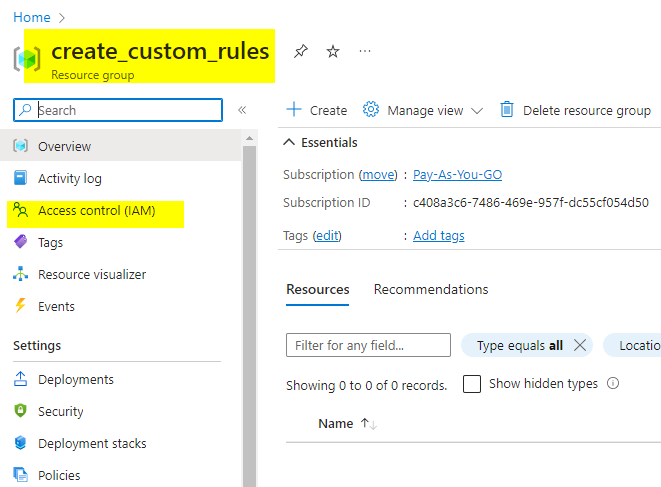 Home >
create_custom_rules ...
Resource group
Search «
Overview
Activity log
Access control (IAM)
Tags
Resource visualizer
Events
Settings
Deployments
Security
Deployment stacks
Policies
Create Manage view Delete resource group
Essentials
Subscription (move) : Pay-As-You-GO
Subscription ID : c408a3c6-7486-469e-957f-dc55cf054d50
Tags (edit) : Add tags
Resources Recommendations
Filter for any field... Type equals all Locatio
Showing 0 to 0 of 0 records. Show hidden types
Name ↑↓